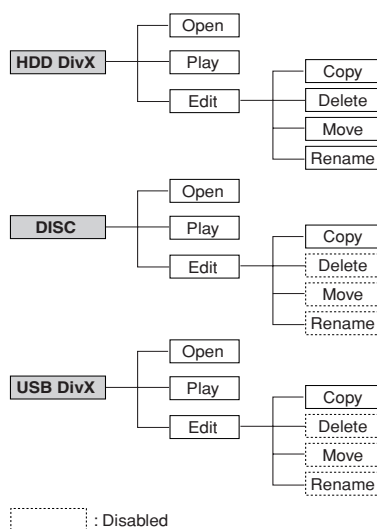 HDD DivX
Open
Play
Edit
Copy
Delete
Move
Rename
DISC
Open
Play
Edit
Copy
Delete
Move
Rename
USB DivX
Open
Play
Edit
Copy
Delete
Move
Rename
: Disabled